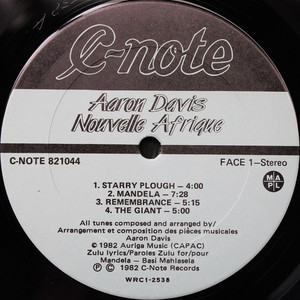 C-note
Aaron Davis
Nouvelle Afrique
C-NOTE 821044
FACE 1—Stereo
MA
PL
1. STARRY PLOUGH — 4:00
2. MANDELA — 7:28
3. REMEMBRANCE — 5:15
4. THE GIANT — 5:00
All tunes composed and arranged by/
Arrangement et composition des pièces musicales
Aaron Davis
© 1982 Auriga Music (CAPAC)
Zulu lyrics/Paroles Zulu for/pour
Mandela — Basi Mahlasela
℗ © 1982 C-Note Records
WRC1-2538